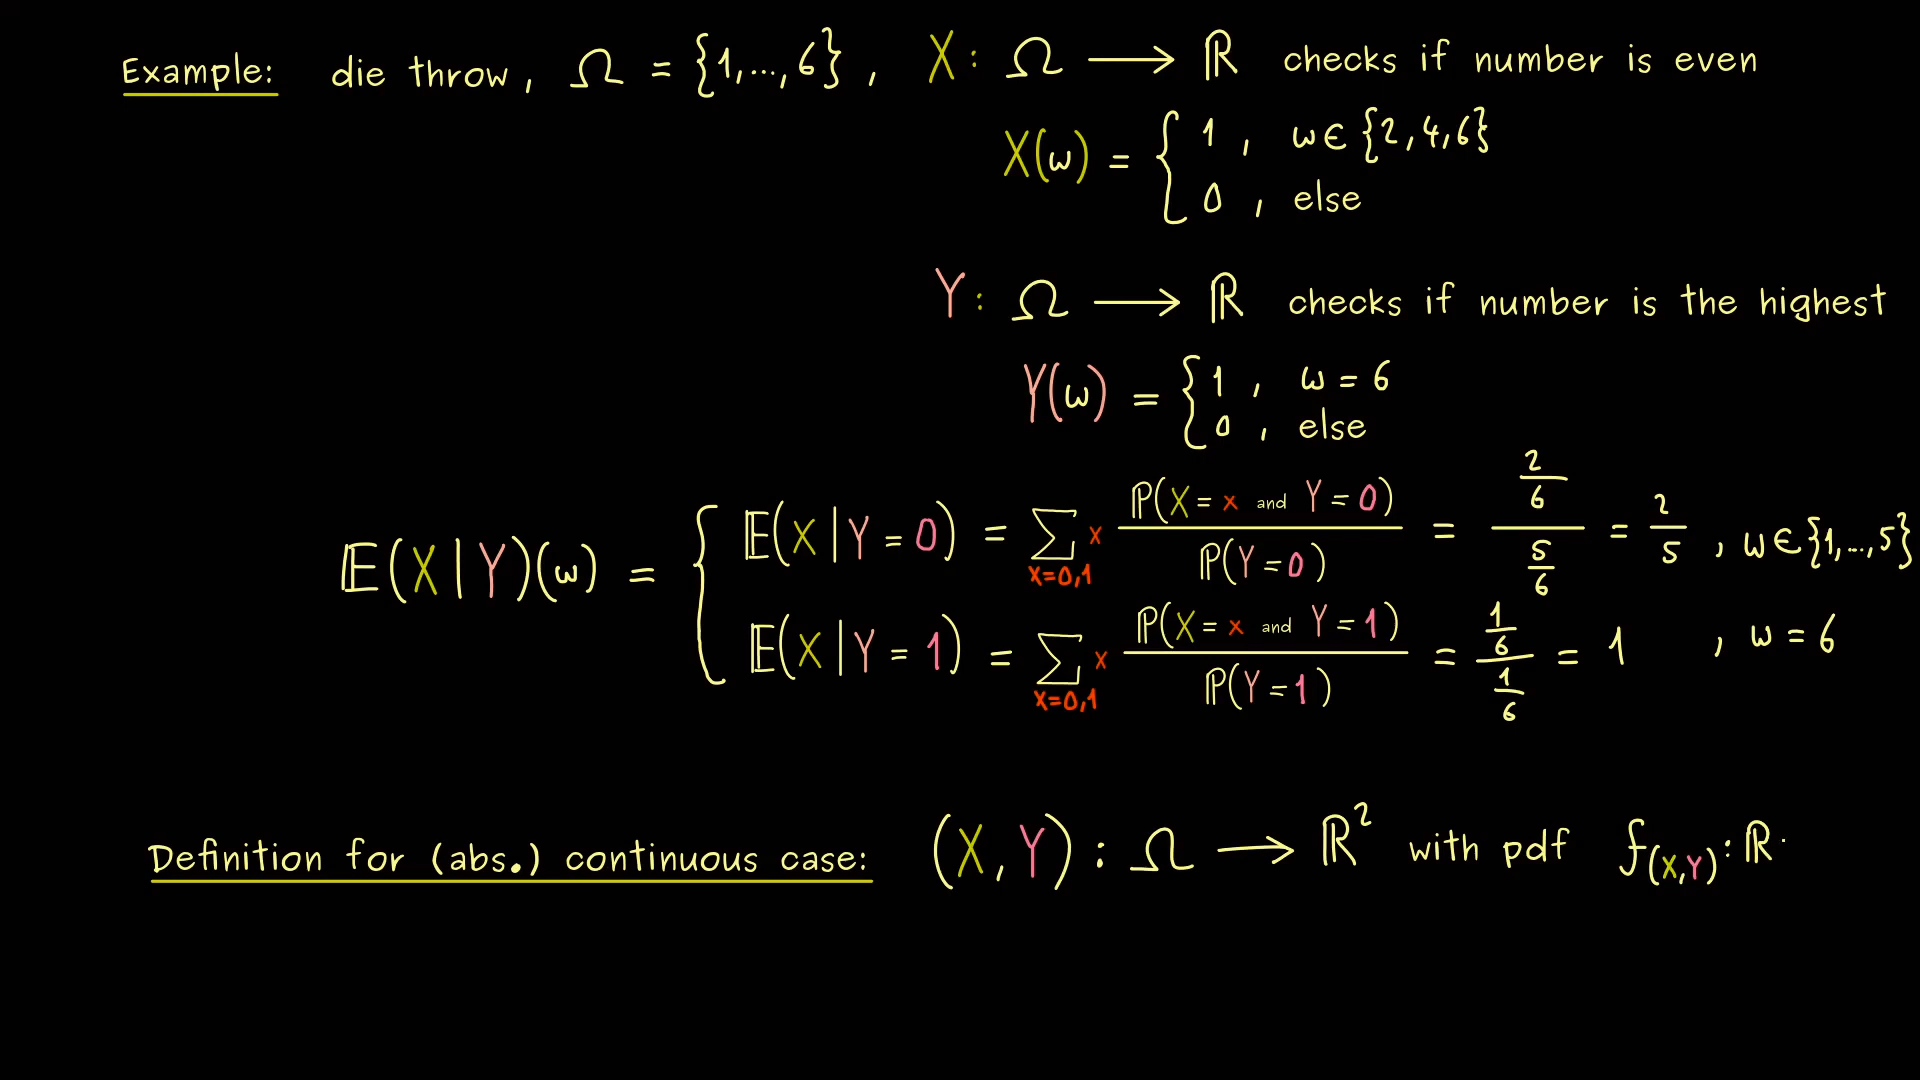 Example: die throw, Ω = {1,...,6}, X: Ω ⟶ ℝ checks if number is even
X(ω) = { 1, ω∈{2,4,6}
0, else
Y: Ω ⟶ ℝ checks if number is the highest
Y(ω) = { 1, ω = 6
0, else
𝔼(X|Y)(ω) = { 𝔼(X|Y=0) = ∑_{x=0,1} x ℙ(X=x and Y=0) / ℙ(Y=0) = (2/6)/(5/6) = 2/5, ω∈{1,...,5}
𝔼(X|Y=1) = ∑_{x=0,1} x ℙ(X=x and Y=1) / ℙ(Y=1) = (1/6)/(1/6) = 1, ω = 6
Definition for (abs.) continuous case: (X,Y): Ω ⟶ ℝ² with pdf f_{(X,Y)}: ℝ